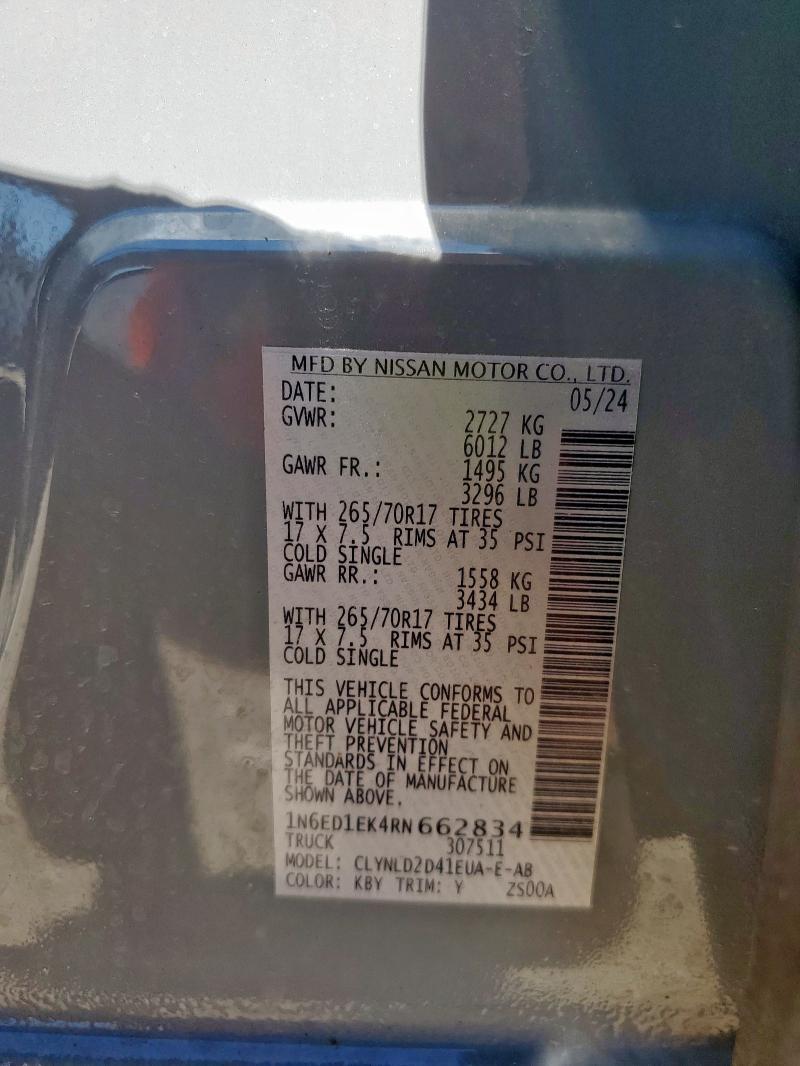 MFD BY NISSAN MOTOR CO., LTD.
DATE: 05/24
GVWR: 2727 KG
6012 LB
GAWR FR.: 1495 KG
3296 LB
WITH 265/70R17 TIRES
17 X 7.5 RIMS AT 35 PSI
COLD SINGLE
GAWR RR.: 1558 KG
3434 LB
WITH 265/70R17 TIRES
17 X 7.5 RIMS AT 35 PSI
COLD SINGLE
THIS VEHICLE CONFORMS TO
ALL APPLICABLE FEDERAL
MOTOR VEHICLE SAFETY AND
THEFT PREVENTION
STANDARDS IN EFFECT ON
THE DATE OF MANUFACTURE
SHOWN ABOVE.
1N6ED1EK4RN662834
TRUCK 307511
MODEL: CLYNLD2D41EUA-E-AB
COLOR: KBY TRIM: Y ZS00A